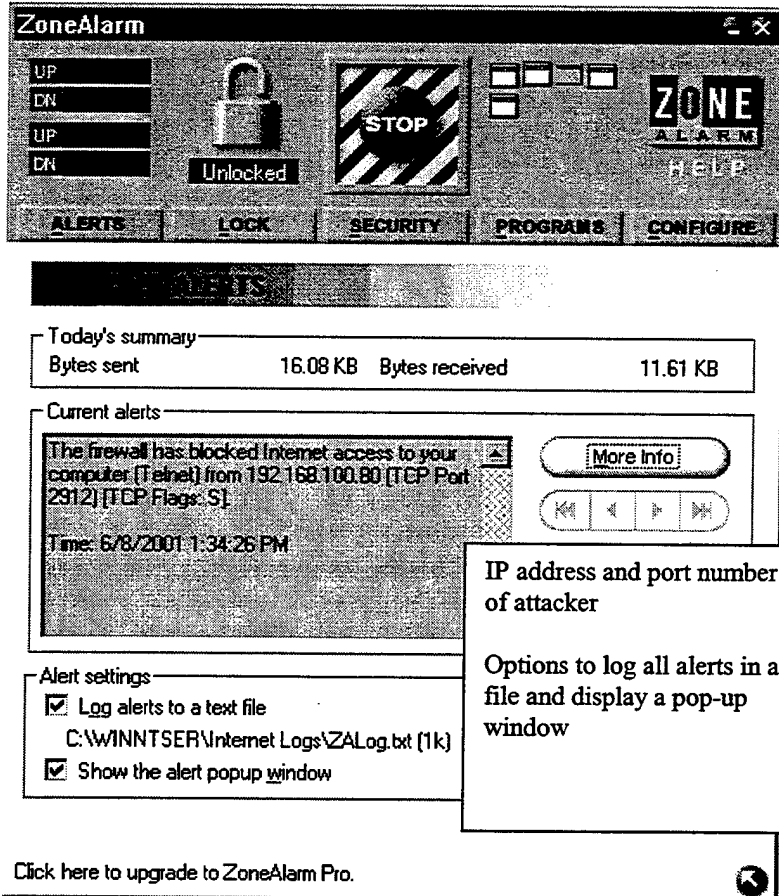 ZoneAlarm
UP
DN
UP
DN
Unlocked
STOP
ZONE
ALARM
HELP
ALERTS
LOCK
SECURITY
PROGRAMS
CONFIGURE
ALERTS
Today's summary
Bytes sent 16.08 KB Bytes received 11.61 KB
Current alerts
The firewall has blocked Internet access to your
computer (Telnet) from 192.168.100.80 (TCP Port
2912) [TCP Flags: S].
Time: 6/8/2001 1:34:26 PM
More Info
IP address and port number
of attacker
Options to log all alerts in a
file and display a pop-up
window
Alert settings
Log alerts to a text file
C:\WINNTSER\Internet Logs\ZALog.txt (1k)
Show the alert popup window
Click here to upgrade to ZoneAlarm Pro.